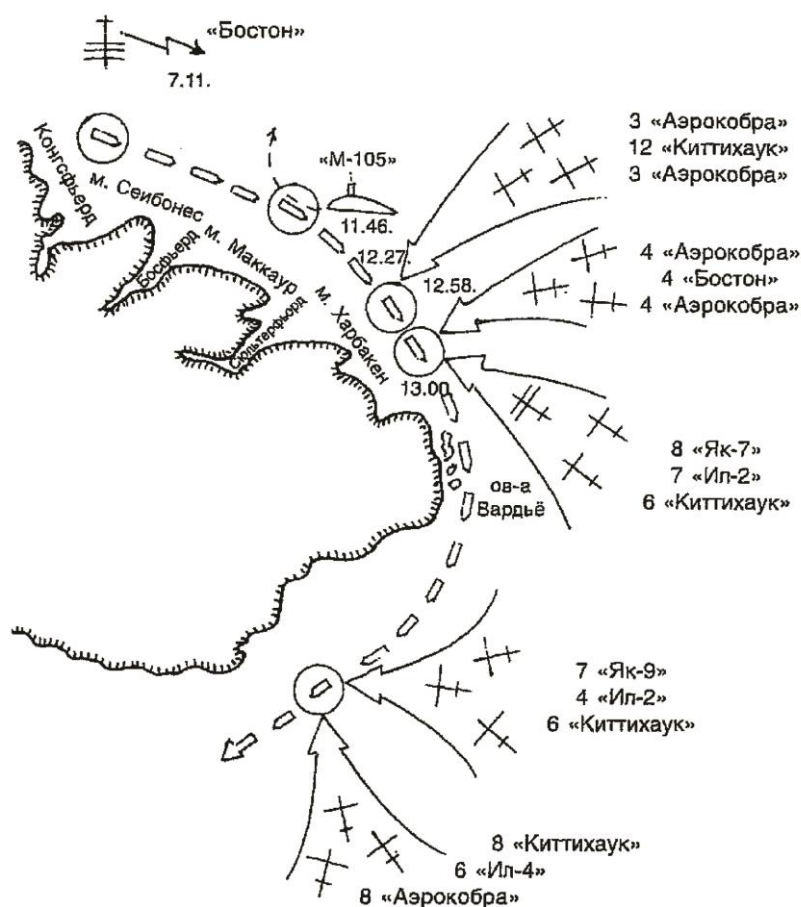 «Бостон»
7.11.
Конгсфьерд
м. Сеибонес
Босфьерд
м. Маккаур
Сюльтерфьорд
м. Харбакен
«М-105»
11.46.
12.27.
12.58.
13.00
3 «Аэрокобра»
12 «Киттихаук»
3 «Аэрокобра»
4 «Аэрокобра»
4 «Бостон»
4 «Аэрокобра»
8 «Як-7»
7 «Ил-2»
6 «Киттихаук»
ов-а
Вардьё
7 «Як-9»
4 «Ил-2»
6 «Киттихаук»
8 «Киттихаук»
6 «Ил-4»
8 «Аэрокобра»